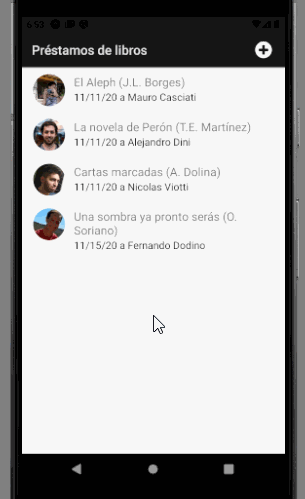 6:52
Préstamos de libros
El Aleph (J.L. Borges)
11/11/20 a Mauro Casciati
La novela de Perón (T.E. Martínez)
11/11/20 a Alejandro Dini
Cartas marcadas (A. Dolina)
11/11/20 a Nicolas Viotti
Una sombra ya pronto serás (O.
Soriano)
11/15/20 a Fernando Dodino